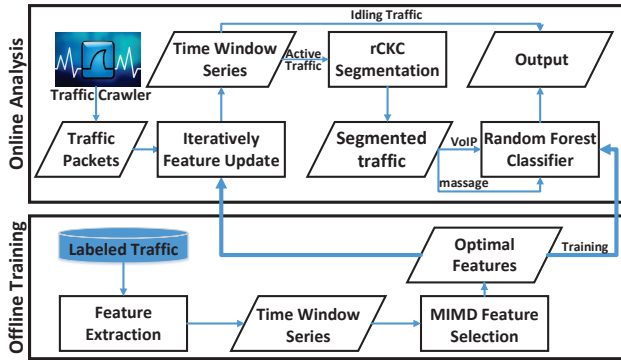 Online Analysis
Idling Traffic
Traffic Crawler
Time Window
Series
Active
Traffic
rCKC
Segmentation
Output
Traffic
Packets
Iteratively
Feature Update
Segmented
traffic
VoIP
massage
Random Forest
Classifier
Offline Training
Labeled Traffic
Optimal
Features
Training
Feature
Extraction
Time Window
Series
MIMD Feature
Selection